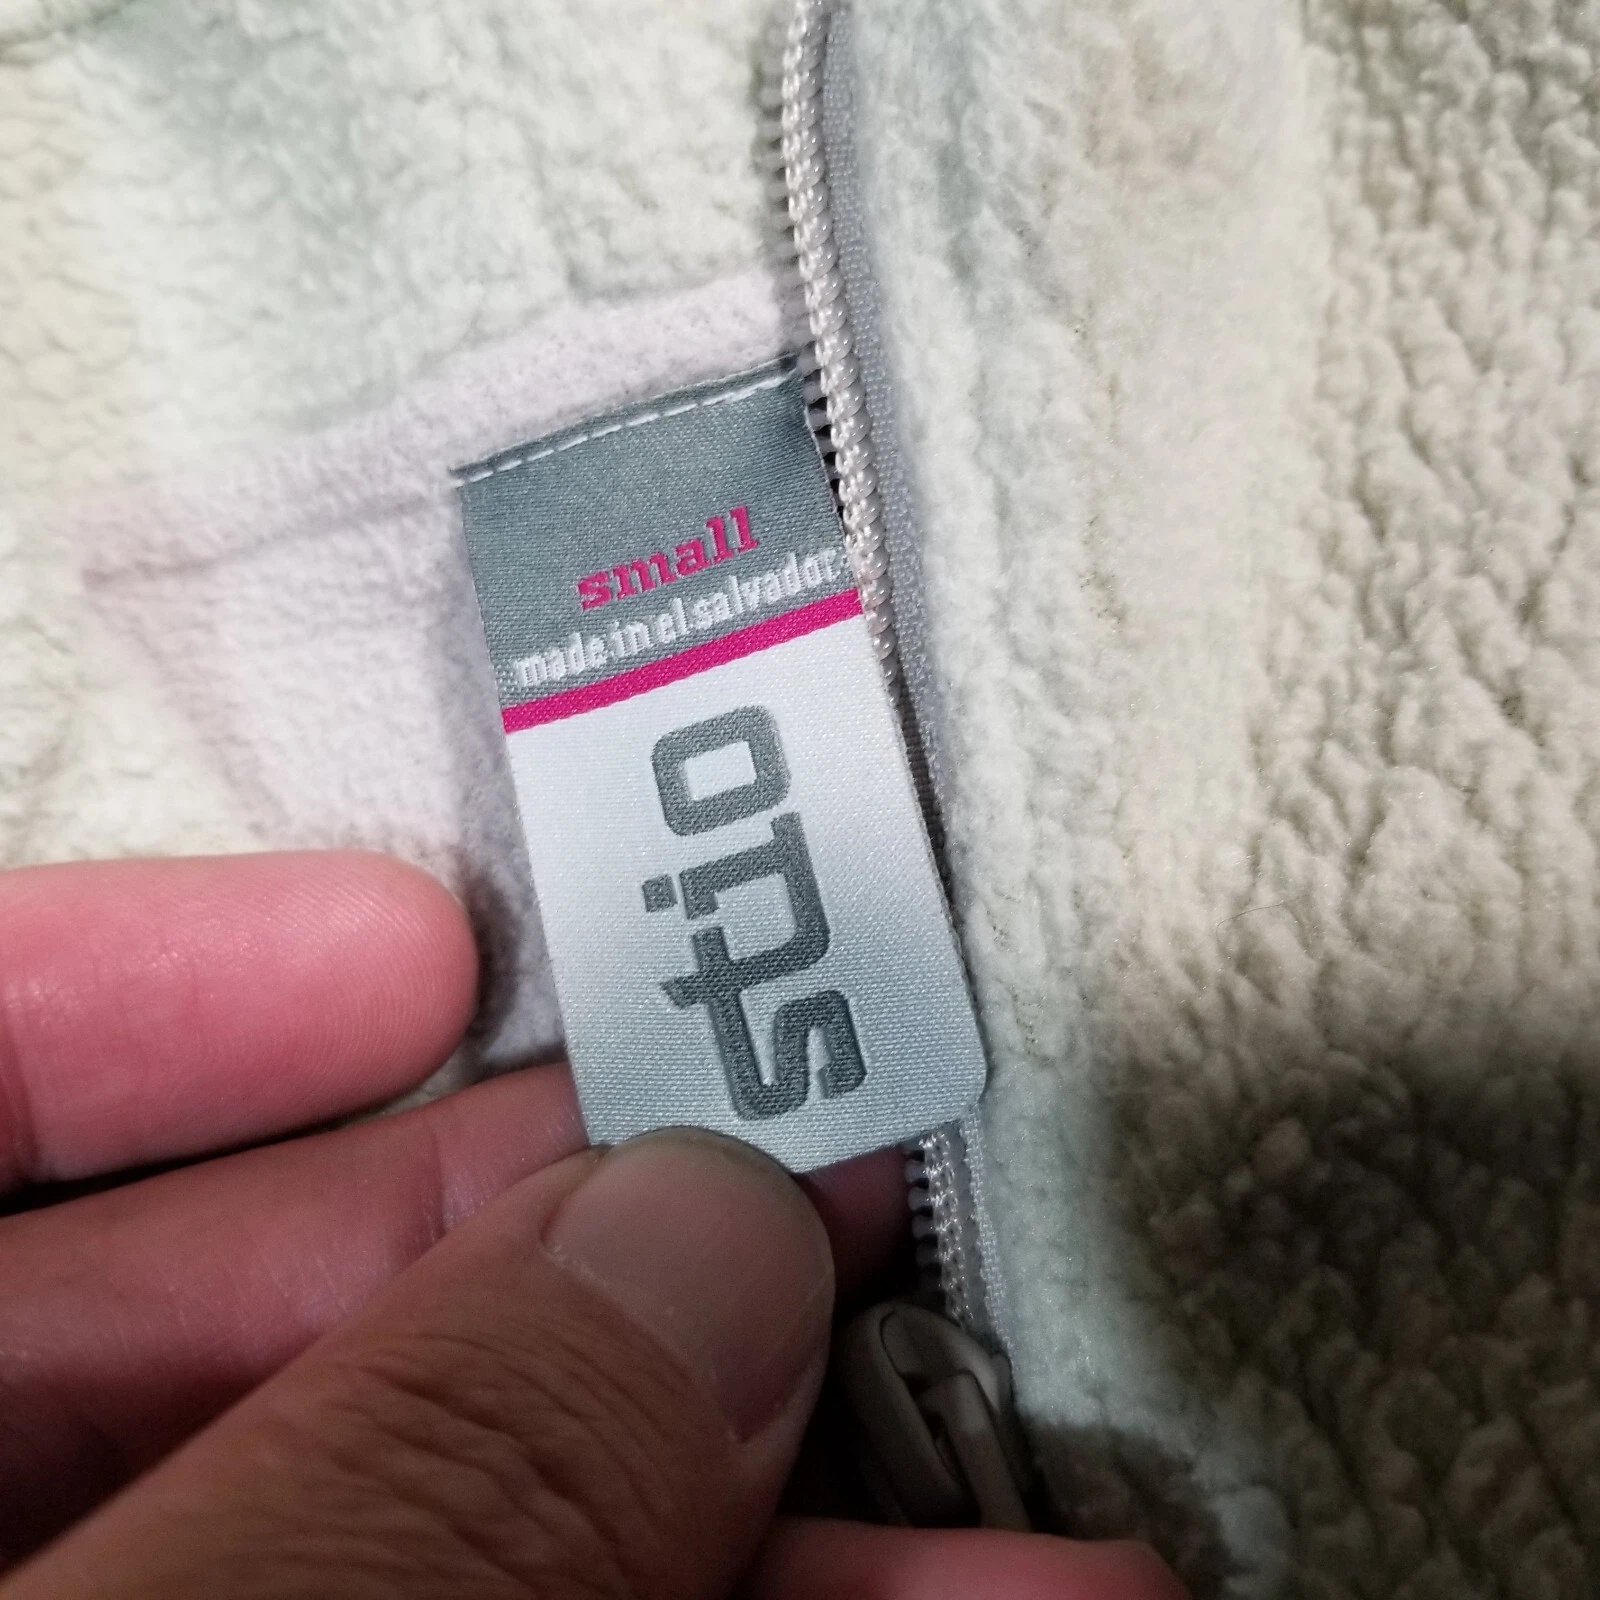 small
made in el salvador
stio